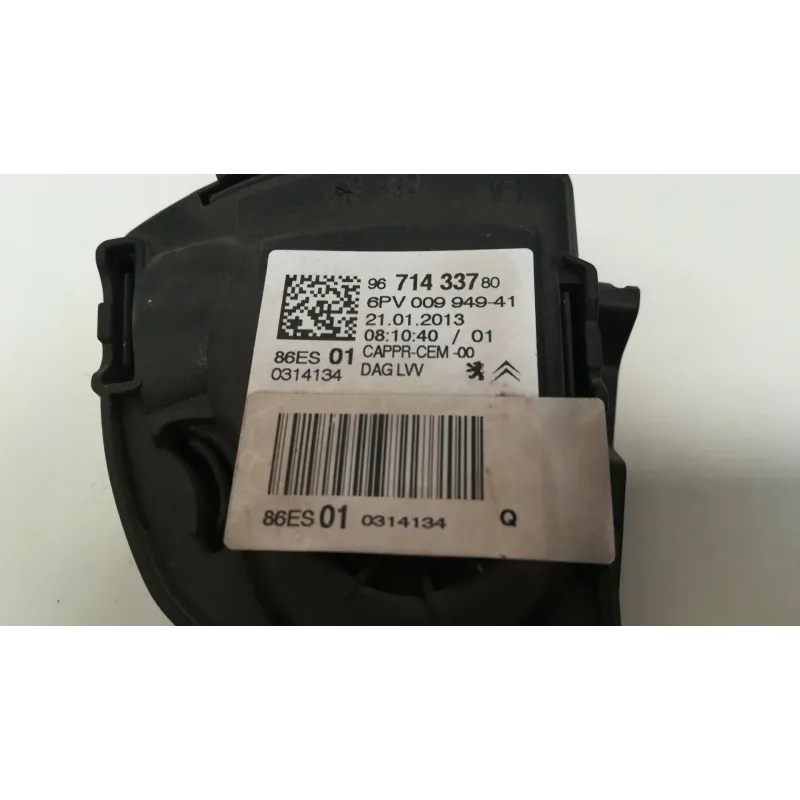 96 714 337 80
6PV 009 949-41
21.01.2013
08:10:40 / 01
86ES 01 CAPPR-CEM -00
0314134 DAG LVV
86ES 01 0314134 Q